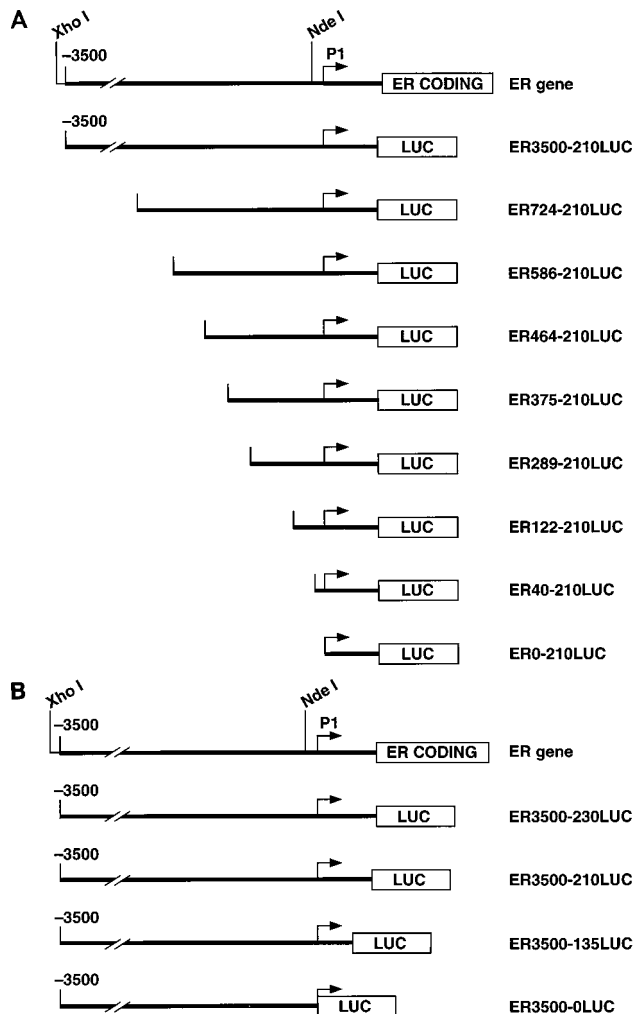 A
Xho I
Nde I
–3500
P1
ER CODING
ER gene
–3500
LUC
ER3500-210LUC
LUC
ER724-210LUC
LUC
ER586-210LUC
LUC
ER464-210LUC
LUC
ER375-210LUC
LUC
ER289-210LUC
LUC
ER122-210LUC
LUC
ER40-210LUC
LUC
ER0-210LUC
B
Xho I
Nde I
–3500
P1
ER CODING
ER gene
–3500
LUC
ER3500-230LUC
–3500
LUC
ER3500-210LUC
–3500
LUC
ER3500-135LUC
–3500
LUC
ER3500-0LUC